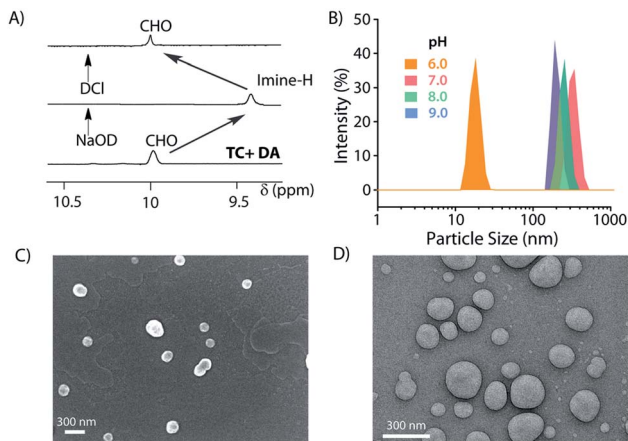 A)
CHO
DCl
Imine-H
NaOD
CHO
TC+ DA
10.5 10 9.5 δ (ppm)
B)
Intensity (%)
50
40
30
20
10
0
pH
6.0
7.0
8.0
9.0
1 10 100 1000
Particle Size (nm)
C)
300 nm
D)
300 nm